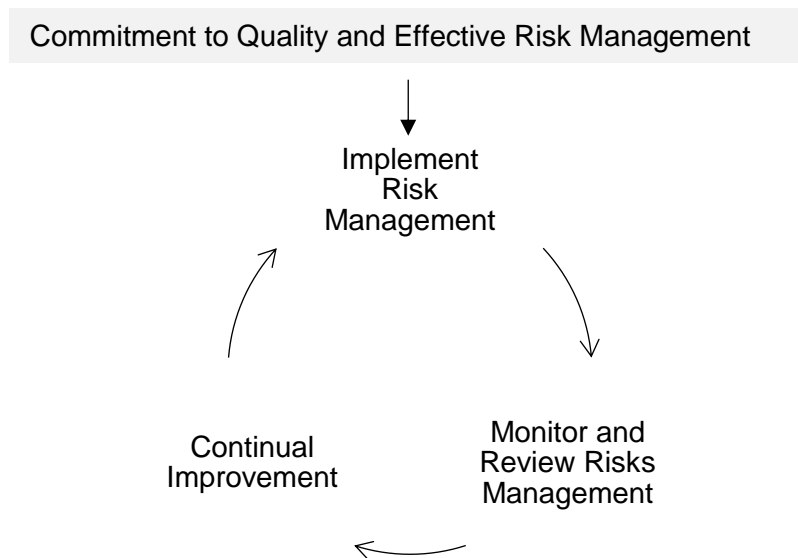 Commitment to Quality and Effective Risk Management
Implement
Risk
Management
Continual
Improvement
Monitor and
Review Risks
Management